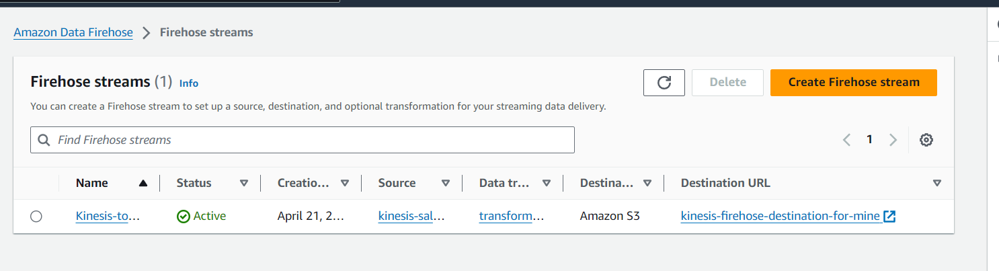 Amazon Data Firehose > Firehose streams
Firehose streams (1) Info
Delete
Create Firehose stream
You can create a Firehose stream to set up a source, destination, and optional transformation for your streaming data delivery.
Find Firehose streams
1
Name Status Creatio... Source Data tr... Destina... Destination URL
Kinesis-to... Active April 21, 2... kinesis-sal... transform... Amazon S3 kinesis-firehose-destination-for-mine